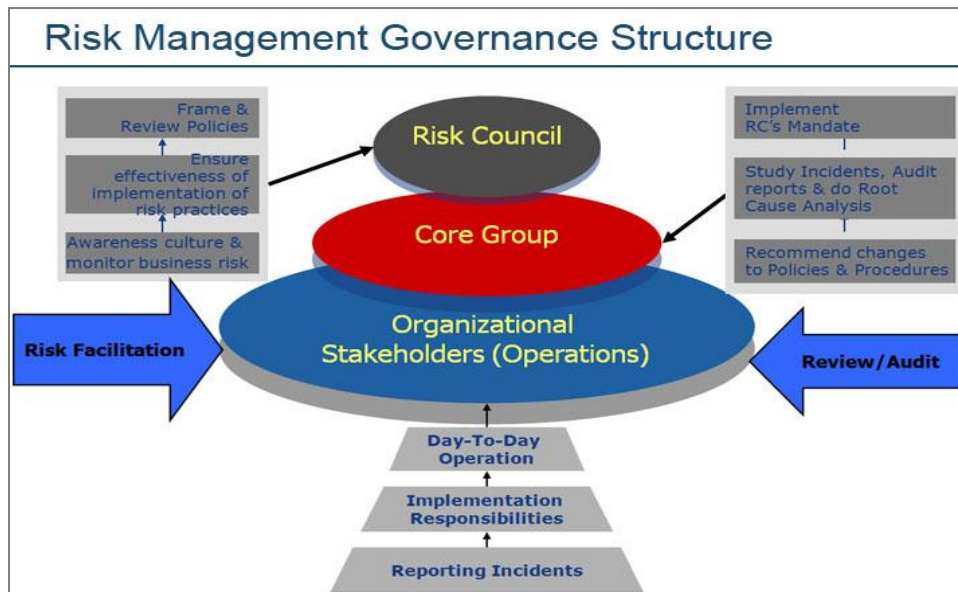 Risk Management Governance Structure
Frame &
Review Policies
Ensure
effectiveness of
implementation of
risk practices
Awareness culture &
monitor business risk
Risk Council
Core Group
Organizational
Stakeholders (Operations)
Implement
RC's Mandate
Study Incidents, Audit
reports & do Root
Cause Analysis
Recommend changes
to Policies & Procedures
Risk Facilitation
Review/Audit
Day-To-Day
Operation
Implementation
Responsibilities
Reporting Incidents